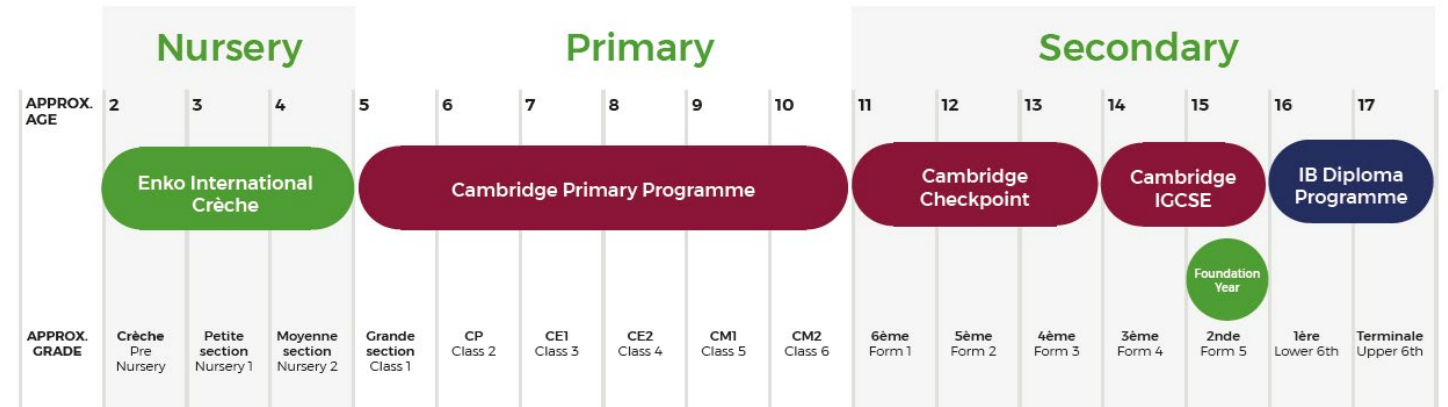 Nursery Primary Secondary
APPROX. AGE 2 3 4 5 6 7 8 9 10 11 12 13 14 15 16 17
Enko International
Crèche
Cambridge Primary Programme
Cambridge
Checkpoint
Cambridge
IGCSE
IB Diploma
Programme
Foundation
Year
APPROX.
GRADE
Crèche
Pre
Nursery
Petite
section
Nursery 1
Moyenne
section
Nursery 2
Grande
section
Class 1
CP
Class 2
CE1
Class 3
CE2
Class 4
CM1
Class 5
CM2
Class 6
6ème
Form 1
5ème
Form 2
4ème
Form 3
3ème
Form 4
2nde
Form 5
1ère
Lower 6th
Terminale
Upper 6th